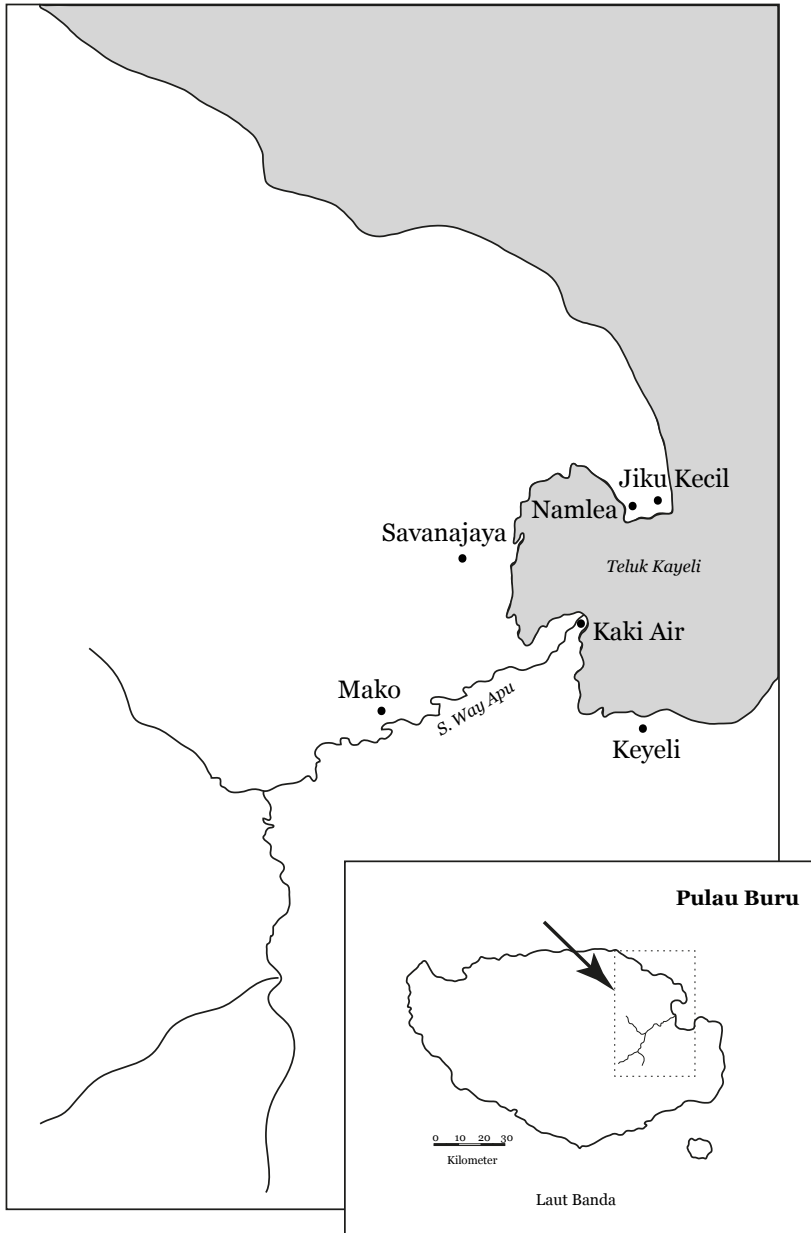 Jiku Kecil
Namlea
Savanajaya
Teluk Kayeli
Kaki Air
Mako
S. Way Apu
Keyeli
Pulau Buru
0 10 20 30
Kilometer
Laut Banda